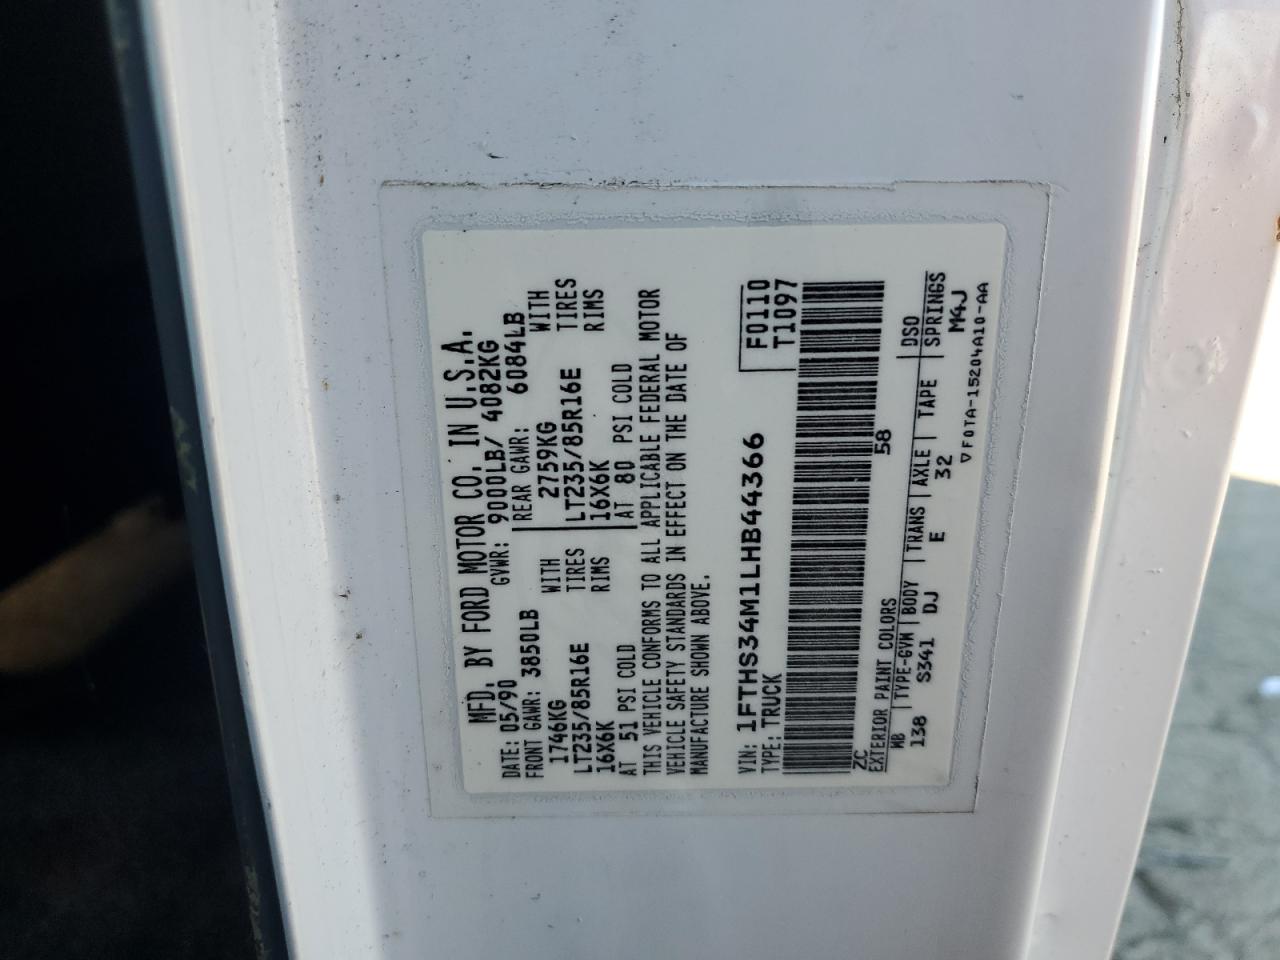 MFD. BY FORD MOTOR CO. IN U.S.A.
DATE: 05/90 GVWR: 9000LB/ 4082KG
FRONT GAWR: 3850LB REAR GAWR: 6084LB
1746KG WITH 2759KG WITH
LT235/85R16E TIRES LT235/85R16E TIRES
16X6K RIMS 16X6K RIMS
AT 51 PSI COLD AT 80 PSI COLD
THIS VEHICLE CONFORMS TO ALL APPLICABLE FEDERAL MOTOR
VEHICLE SAFETY STANDARDS IN EFFECT ON THE DATE OF
MANUFACTURE SHOWN ABOVE.
VIN: 1FTHS34M1LHB44366 F0110
TYPE: TRUCK T1097
ZC 58
EXTERIOR PAINT COLORS DSO
WB TYPE-GVW BODY TRANS AXLE TAPE SPRINGS
138 S341 DJ E 32 M4J
▽F0TA-15204A10-AA